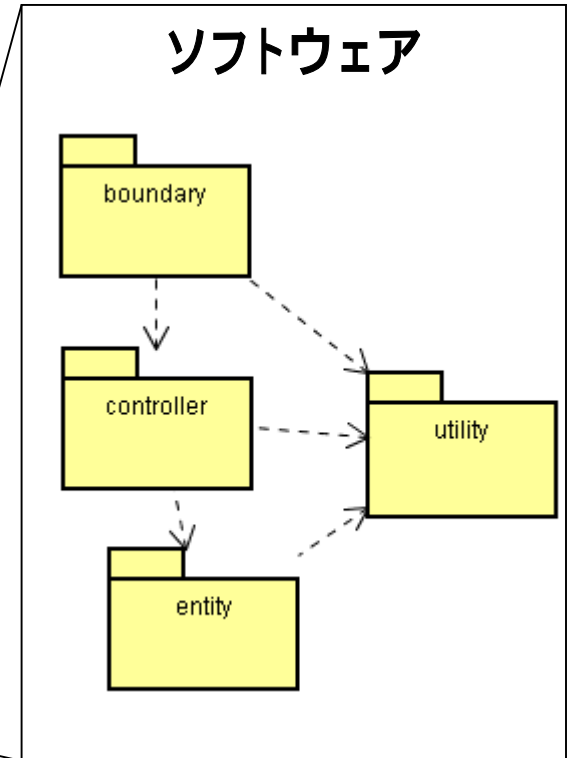 ソフトウェア
boundary
controller
utility
entity